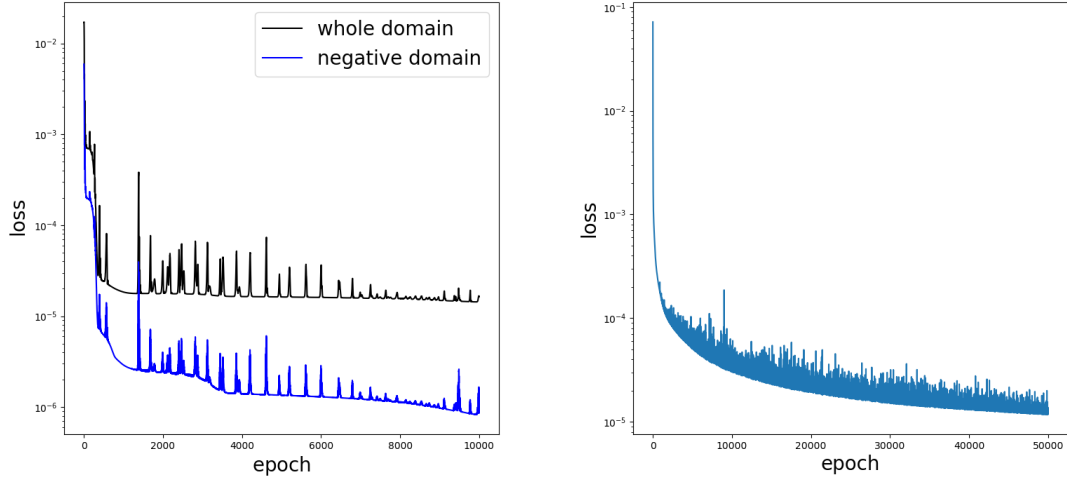 whole domain
negative domain
10⁻²
10⁻³
10⁻⁴
10⁻⁵
10⁻⁶
loss
0 2000 4000 6000 8000 10000
epoch
10⁻¹
10⁻²
10⁻³
10⁻⁴
10⁻⁵
loss
0 10000 20000 30000 40000 50000
epoch